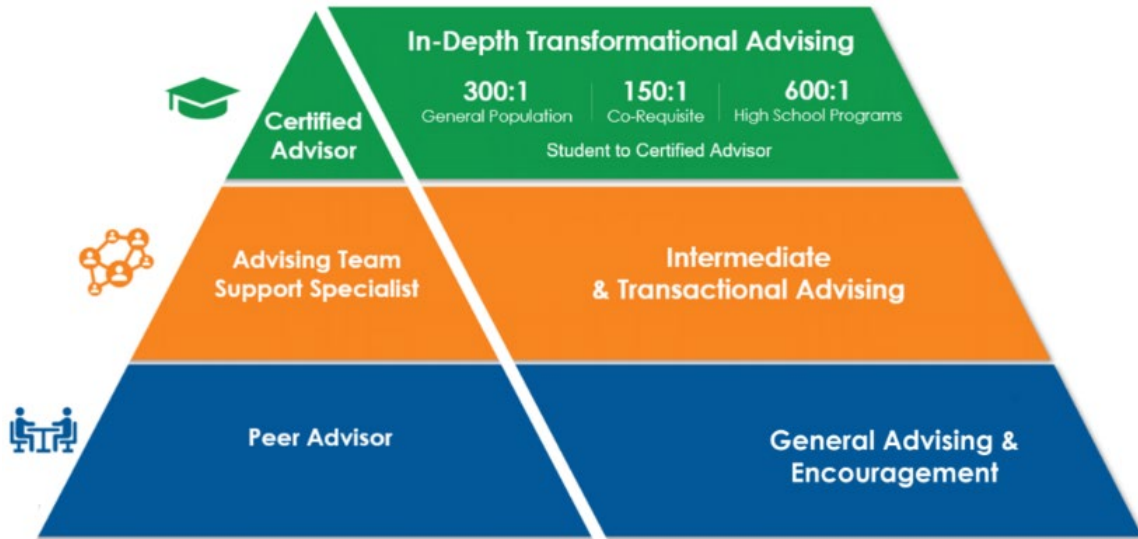 In-Depth Transformational Advising
300:1
150:1
600:1
General Population
Co-Requisite
High School Programs
Student to Certified Advisor
Certified
Advisor
Advising Team
Support Specialist
Intermediate
& Transactional Advising
Peer Advisor
General Advising &
Encouragement